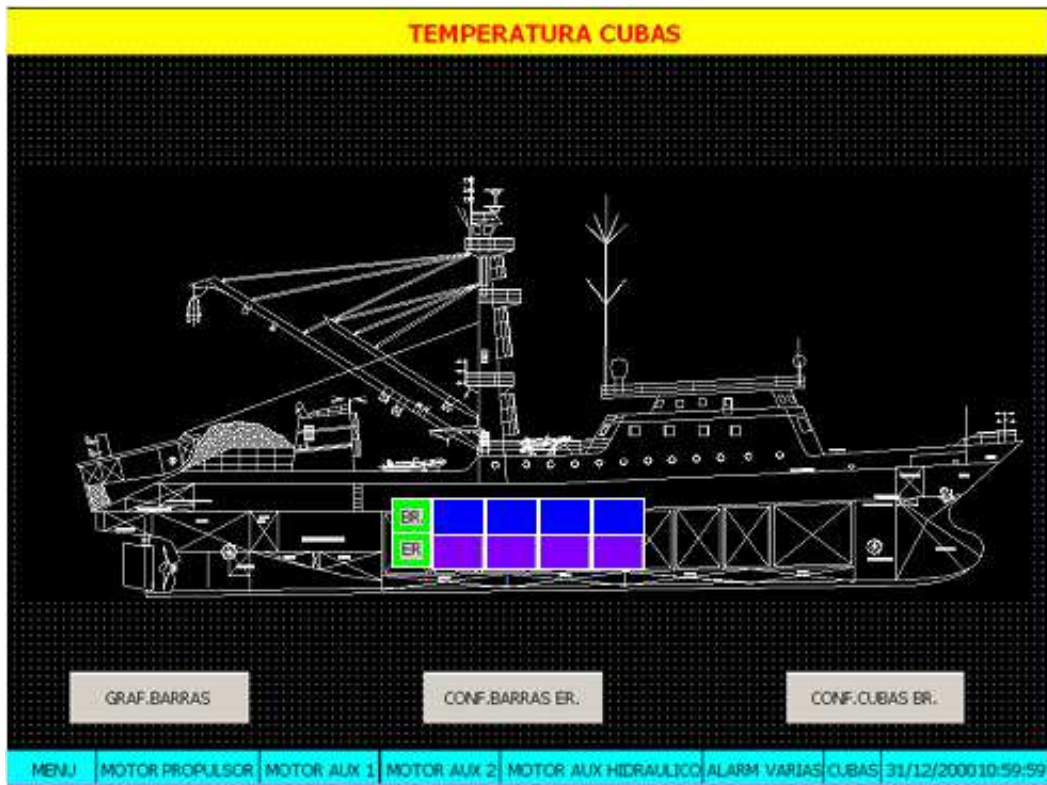 TEMPERATURA CUBAS
BR.
ER
GRAF.BARRAS
CONF.BARRAS ER.
CONF.CUBAS BR.
MENU
MOTOR PROPULSOR
MOTOR AUX 1
MOTOR AUX 2
MOTOR AUX HIDRAULICO
ALARM VARIAS
CUBAS
31/12/2000 10:59:59